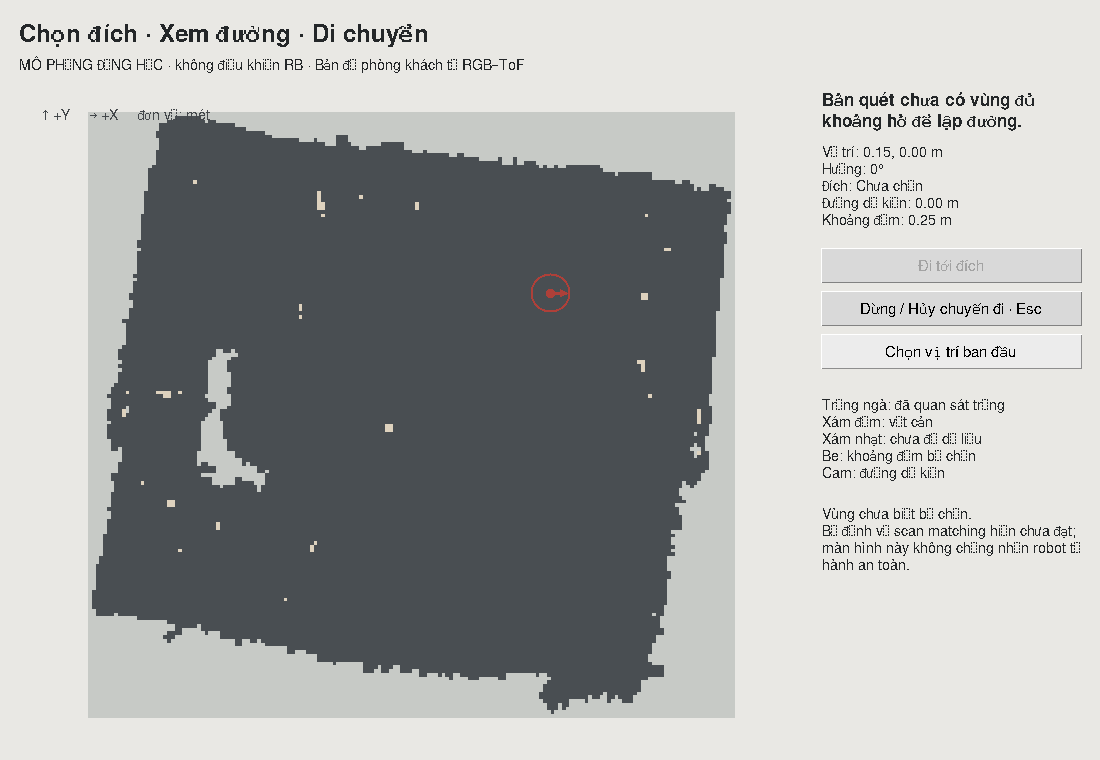 Chọn đích · Xem đường · Di chuyển
MÔ PH□NG Đ□NG H□C · không đi□u khi□n RB · Bản đ□ phòng khách t□ RGB–ToF
↑ +Y → +X đơn v□: mét
Bản quét chưa có vùng đủ
khoảng hở để lập đường.
V□ trí: 0.15, 0.00 m
Hư□ng: 0°
Đích: Chưa ch□n
Đư□ng d□ ki□n: 0.00 m
Khoảng đ□m: 0.25 m
Đi tới đích
Dừng / Hủy chuyến đi · Esc
Chọn vị trí ban đầu
Tr□ng ngà: đã quan sát tr□ng
Xám đ□m: v□t cản
Xám nhạt: chưa đ□ d□ li□u
Be: khoảng đ□m b□ ch□n
Cam: đư□ng d□ ki□n
Vùng chưa bi□t b□ ch□n.
B□ đ□nh v□ scan matching hi□n chưa đạt;
màn hình này không ch□ng nh□n robot t□
hành an toàn.